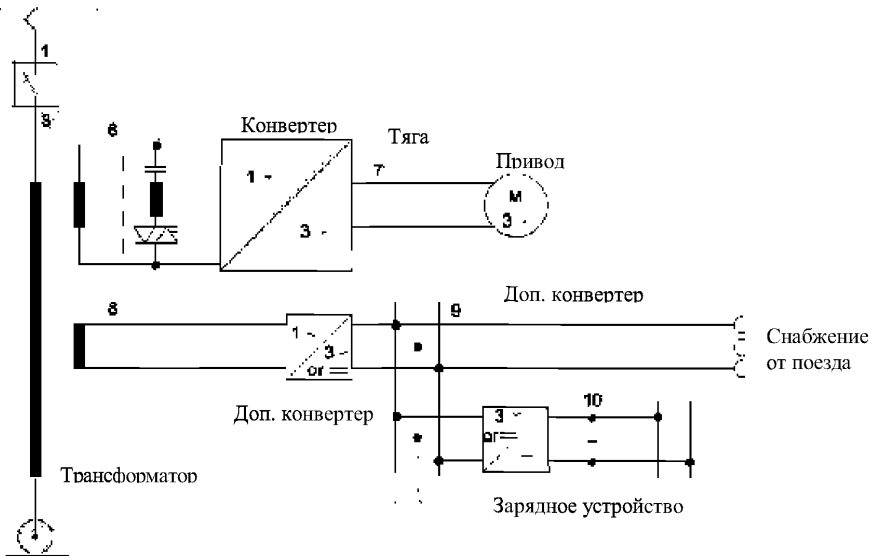 1
3
6
Конвертер
Тяга
1 ~
3 ~
7
Привод
М
3 ~
8
1 ~
3 ~
or =
9
Доп. конвертер
Снабжение
от поезда
Доп. конвертер
3 ~
or =
10
Трансформатор
Зарядное устройство